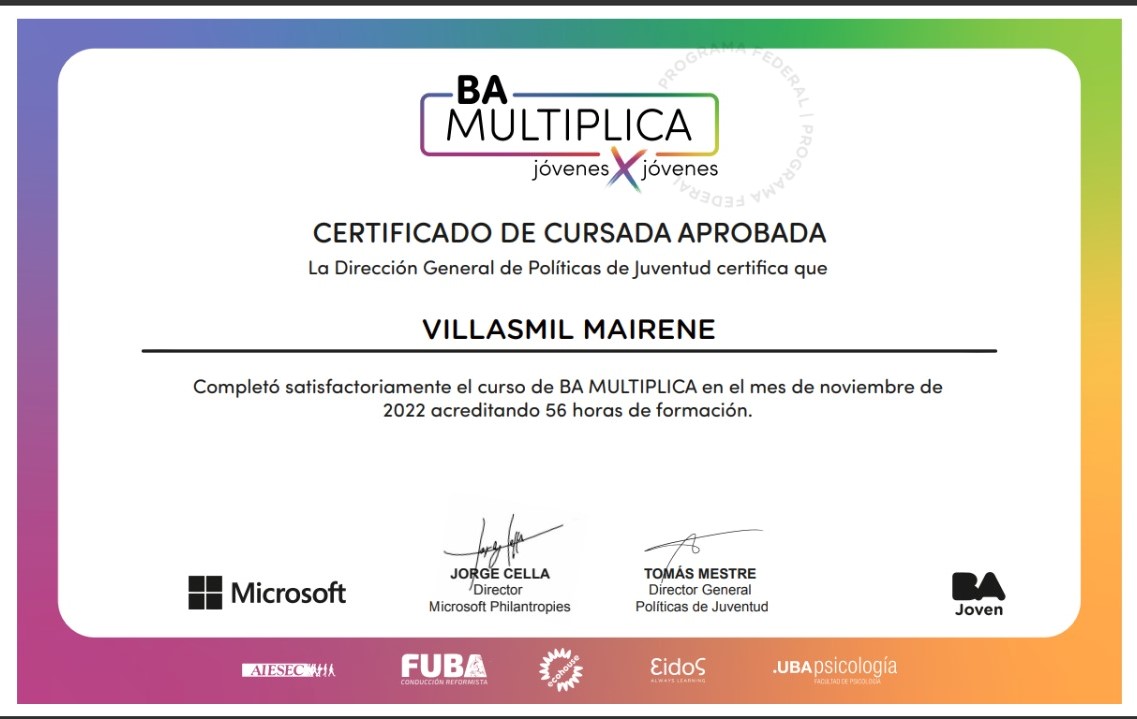 BA
MULTIPLICA
jóvenes X jóvenes
PROGRAMA FEDERAL | PROGRAMA FEDERAL
CERTIFICADO DE CURSADA APROBADA
La Dirección General de Políticas de Juventud certifica que
VILLASMIL MAIRENE
Completó satisfactoriamente el curso de BA MULTIPLICA en el mes de noviembre de
2022 acreditando 56 horas de formación.
Microsoft
JORGE CELLA
Director
Microsoft Philantropies
TOMÁS MESTRE
Director General
Políticas de Juventud
BA
Joven
AIESEC
FUBA
CONDUCCIÓN REFORMISTA
ecohouse
EidoS
ALWAYS LEARNING
.UBApsicología
FACULTAD DE PSICOLOGÍA